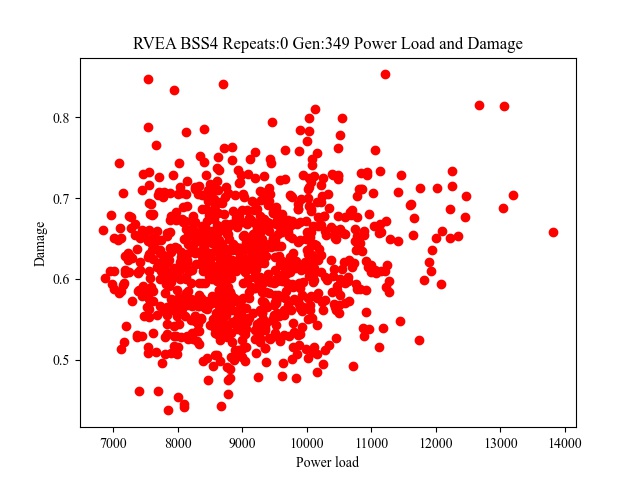 RVEA BSS4 Repeats:0 Gen:349 Power Load and Damage
0.8
0.7
0.6
0.5
Damage
7000 8000 9000 10000 11000 12000 13000 14000
Power load